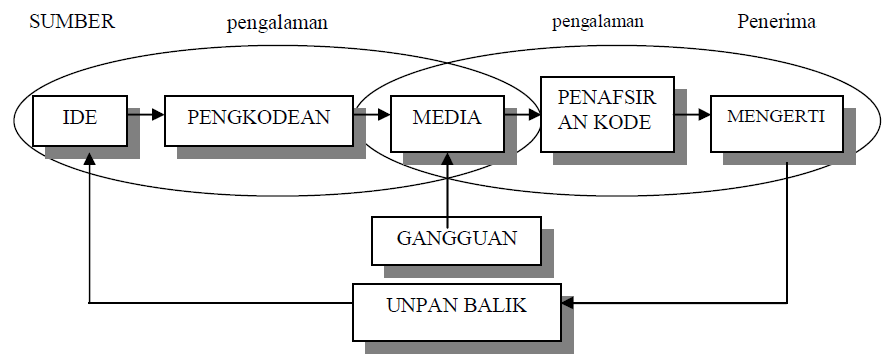 SUMBER pengalaman pengalaman Penerima
IDE PENGKODEAN MEDIA PENAFSIR
AN KODE MENGERTI
GANGGUAN
UNPAN BALIK